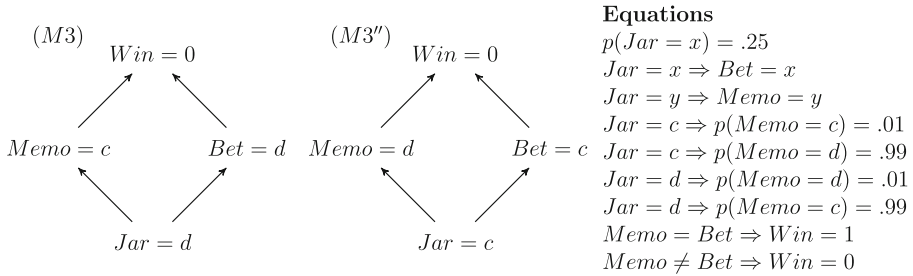 (M3)
Win = 0
Memo = c
Bet = d
Jar = d
(M3′′)
Win = 0
Memo = d
Bet = c
Jar = c
Equations
p(Jar = x) = .25
Jar = x ⇒ Bet = x
Jar = y ⇒ Memo = y
Jar = c ⇒ p(Memo = c) = .01
Jar = c ⇒ p(Memo = d) = .99
Jar = d ⇒ p(Memo = d) = .01
Jar = d ⇒ p(Memo = c) = .99
Memo = Bet ⇒ Win = 1
Memo ≠ Bet ⇒ Win = 0